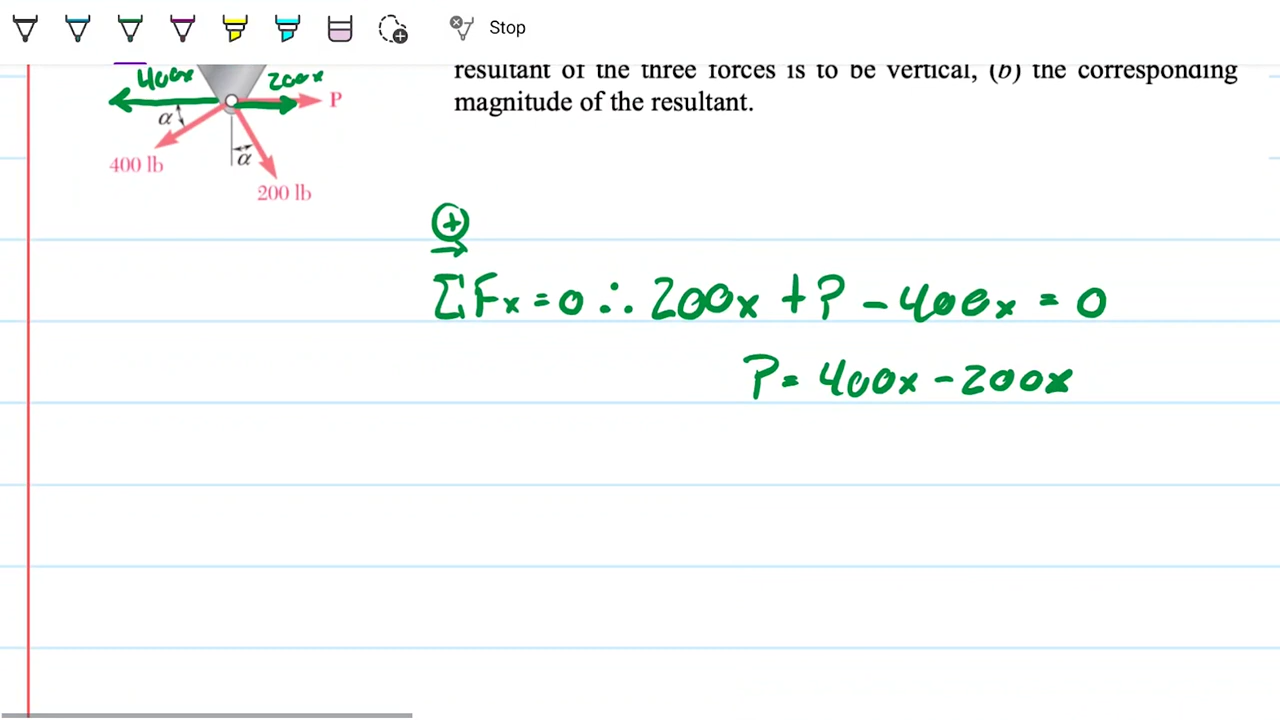 Stop
resultant of the three forces is to be vertical, (b) the corresponding
magnitude of the resultant.
400x
200x
P
α
α
400 lb
200 lb
+
→
ΣFx = 0 ∴ 200x + P - 400x = 0
P = 400x - 200x